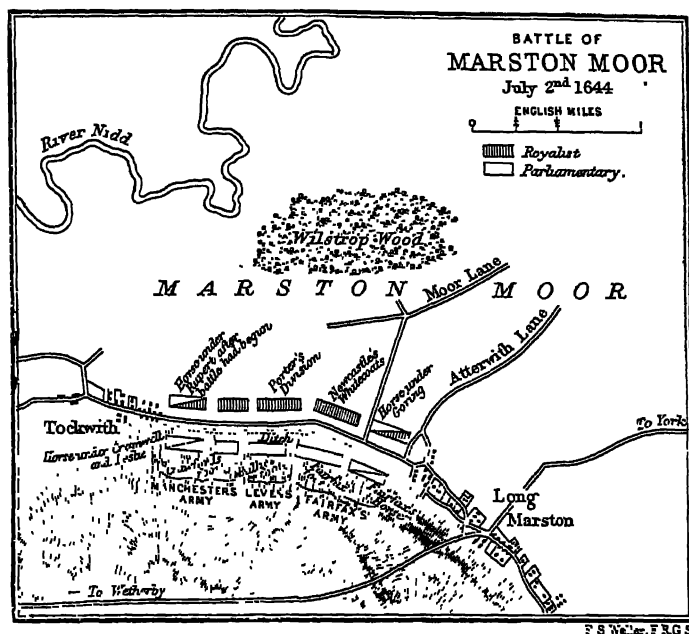 BATTLE OF
MARSTON MOOR
July 2nd 1644
ENGLISH MILES
Royalist
Parliamentary.
River Nidd
Wilstrop Wood
MARSTON MOOR
Moor Lane
Atterwith Lane
Horse under
Rupert after
battle had begun
Porter's
Division
Newcastle's
Whitecoats
Horse under
Goring
To York
Tockwith
Ditch
Horse under Cromwell
and Leslie
MANCHESTERS
ARMY
LEVEN'S
ARMY
FAIRFAX'S
ARMY
Long
Marston
To Wetherby
F.S. Weller, F.R.G.S